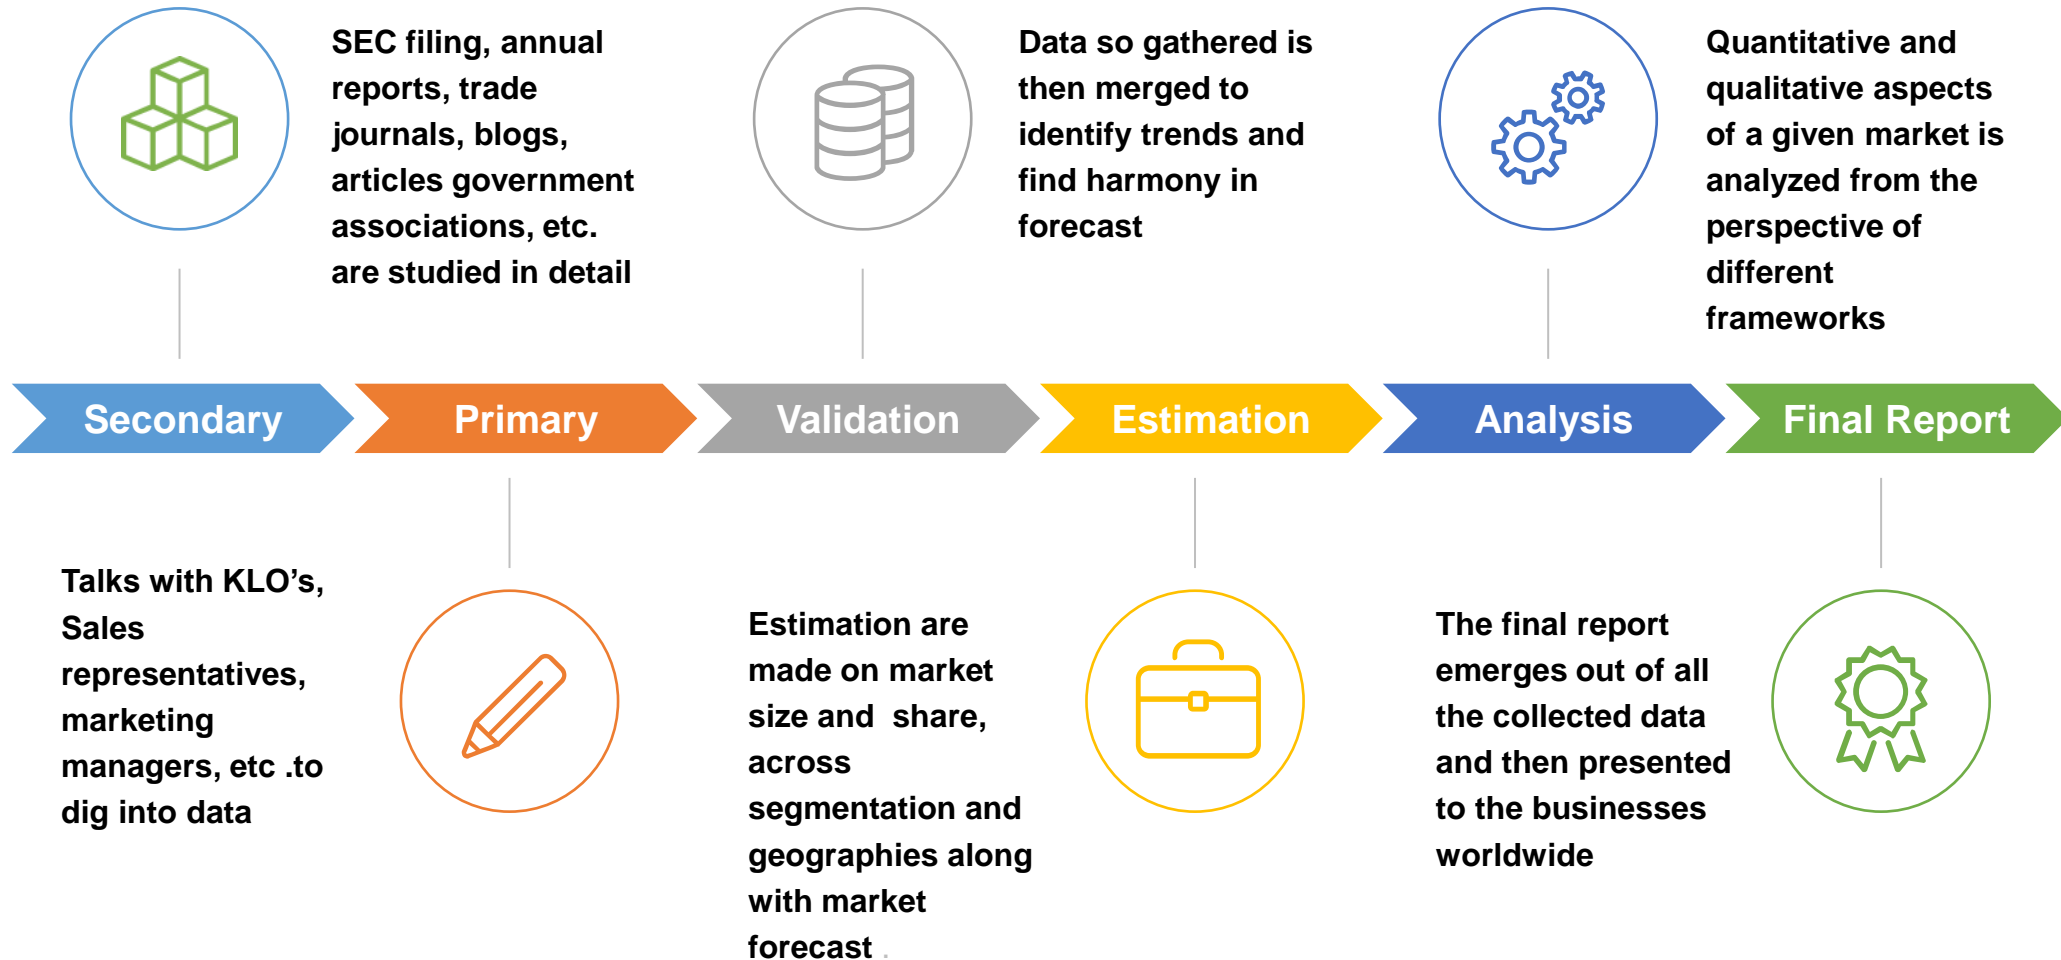 SEC filing, annual
reports, trade
journals, blogs,
articles government
associations, etc.
are studied in detail
Data so gathered is
then merged to
identify trends and
find harmony in
forecast
Quantitative and
qualitative aspects
of a given market is
analyzed from the
perspective of
different
frameworks
Secondary
Primary
Validation
Estimation
Analysis
Final Report
Talks with KLO’s,
Sales
representatives,
marketing
managers, etc .to
dig into data
Estimation are
made on market
size and  share,
across
segmentation and
geographies along
with market
forecast .
The final report
emerges out of all
the collected data
and then presented
to the businesses
worldwide